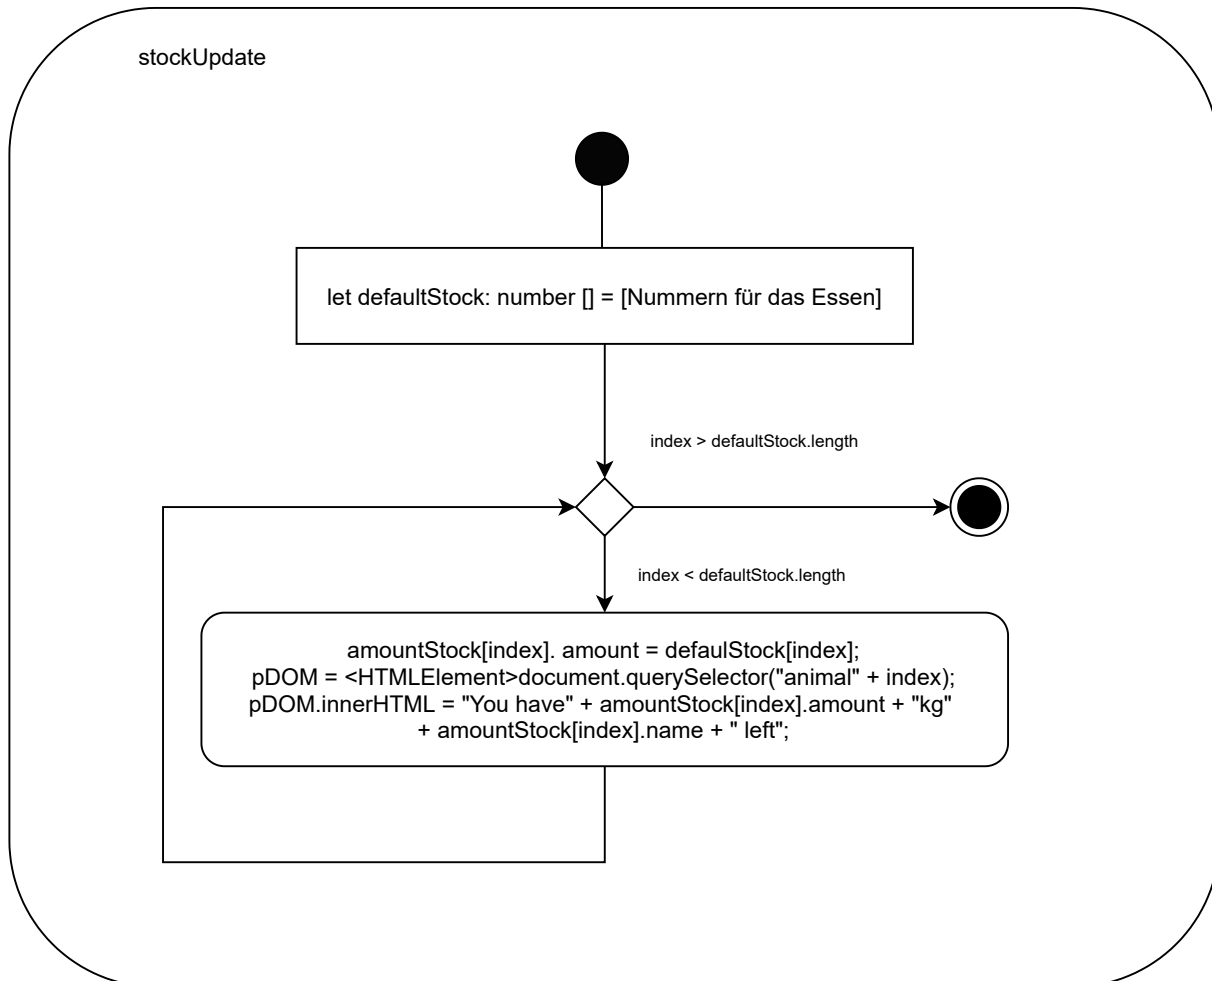 stockUpdate
let defaultStock: number [] = [Nummern für das Essen]
index > defaultStock.length
index < defaultStock.length
amountStock[index]. amount = defaulStock[index];
pDOM = <HTMLElement>document.querySelector("animal" + index);
pDOM.innerHTML = "You have" + amountStock[index].amount + "kg"
+ amountStock[index].name + " left";